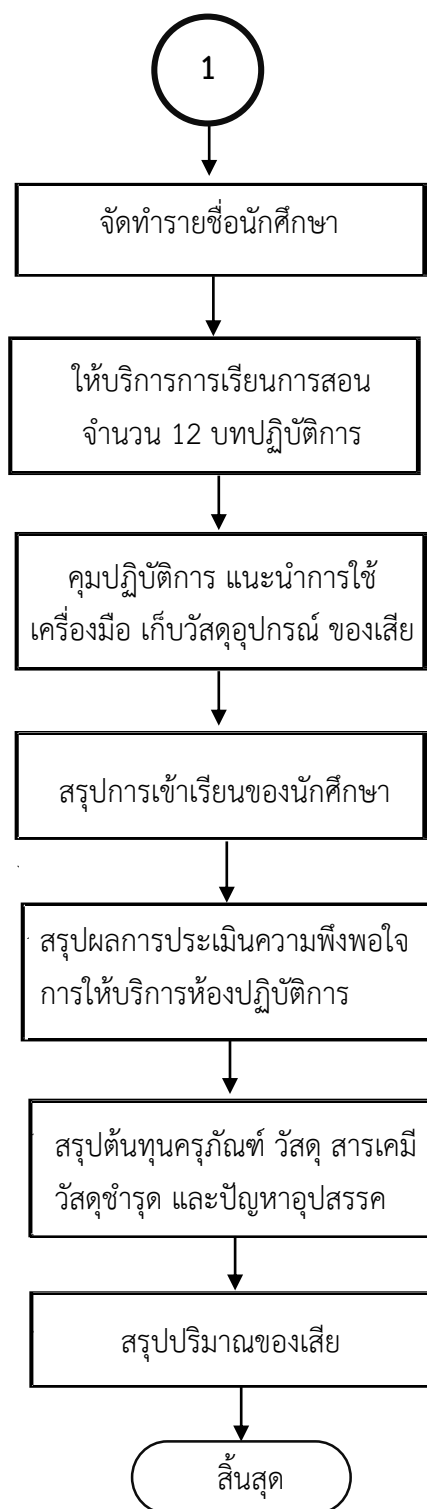 1
จัดทำรายชื่อนักศึกษา
ให้บริการการเรียนการสอน
จำนวน 12 บทปฏิบัติการ
คุมปฏิบัติการ แนะนำการใช้
เครื่องมือ เก็บวัสดุอุปกรณ์ ของเสีย
สรุปการเข้าเรียนของนักศึกษา
สรุปผลการประเมินความพึงพอใจ
การให้บริการห้องปฏิบัติการ
สรุปต้นทุนครุภัณฑ์ วัสดุ สารเคมี
วัสดุชำรุด และปัญหาอุปสรรค
สรุปปริมาณของเสีย
สิ้นสุด